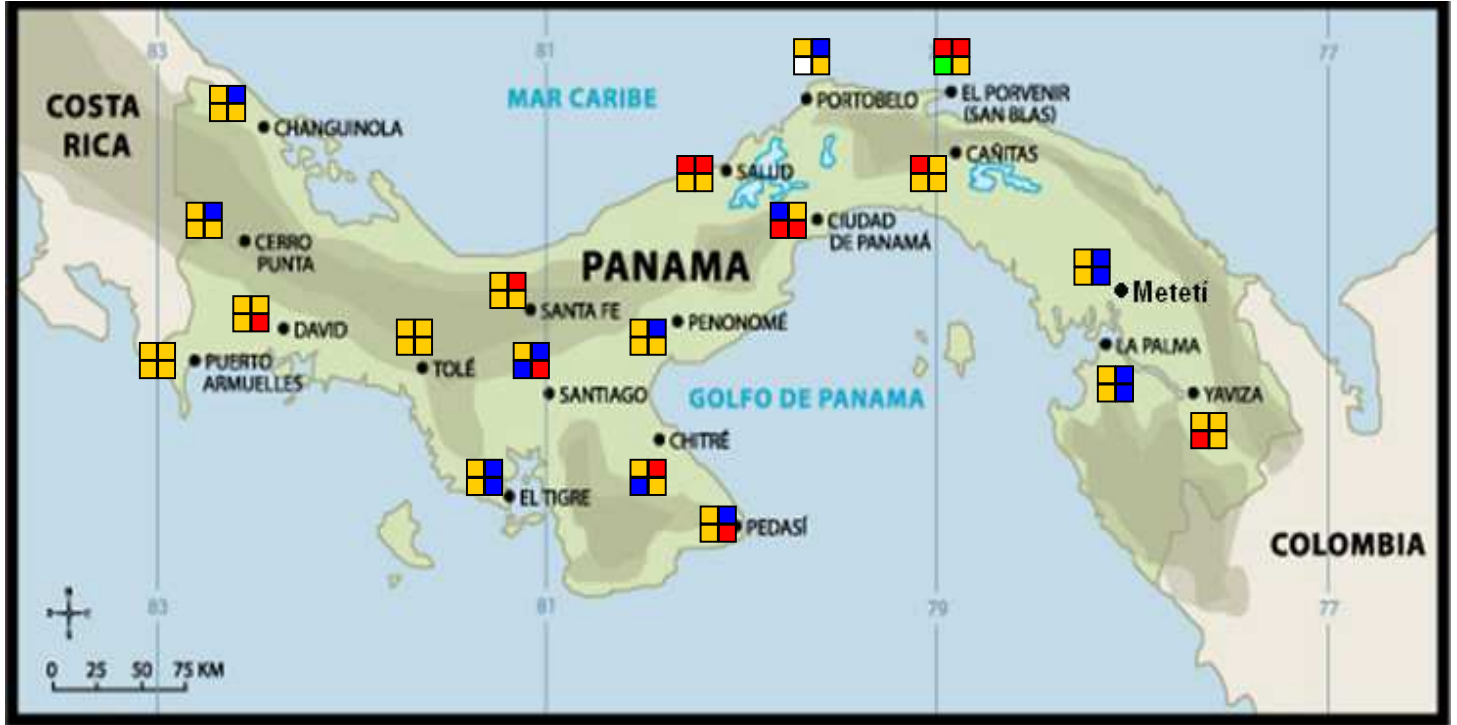 83
81
77
COSTA
RICA
MAR CARIBE
EL PORVENIR
(SAN BLAS)
PORTOBELO
CHANGUINOLA
CAÑITAS
SALUD
CIUDAD
DE PANAMÁ
CERRO
PUNTA
PANAMA
Metetí
SANTA FE
PENONOMÉ
DAVID
LA PALMA
PUERTO
ARMUELLES
TOLÉ
SANTIAGO
GOLFO DE PANAMA
YAVIZA
CHITRÉ
EL TIGRE
PEDASÍ
COLOMBIA
83
81
79
77
0 25 50 75 KM